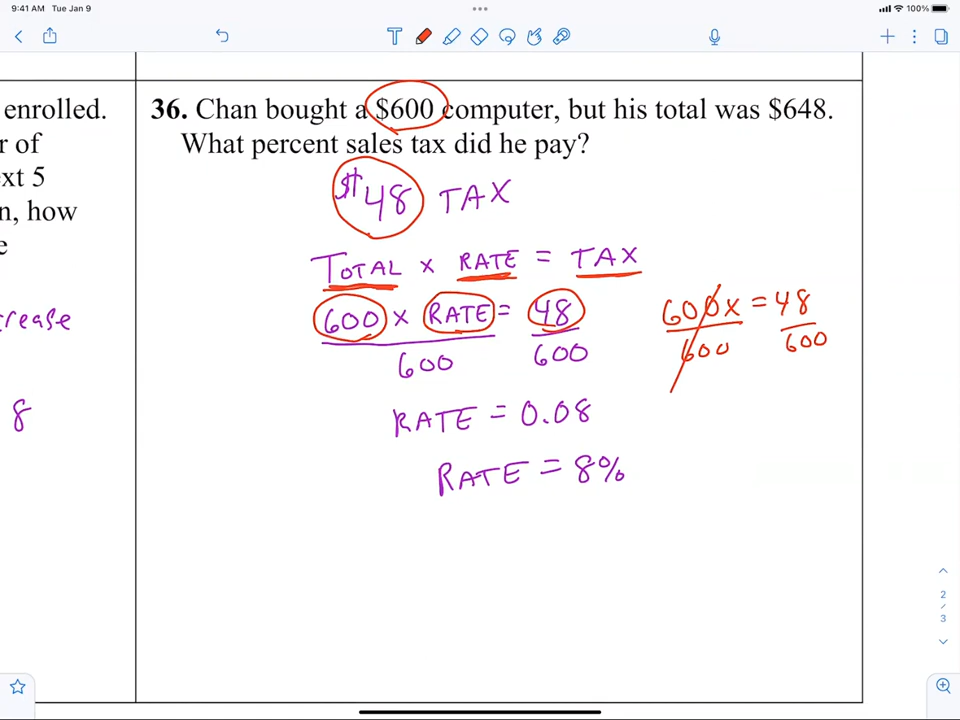 9:41 AM Tue Jan 9
100%
T
enrolled.
r of
ext 5
n, how
e
crease
8
36. Chan bought a $600 computer, but his total was $648.
What percent sales tax did he pay?
$48 TAX
TOTAL x RATE = TAX
600 x RATE = 48
600 600
RATE = 0.08
RATE = 8%
600x = 48
600 600
2
/
3